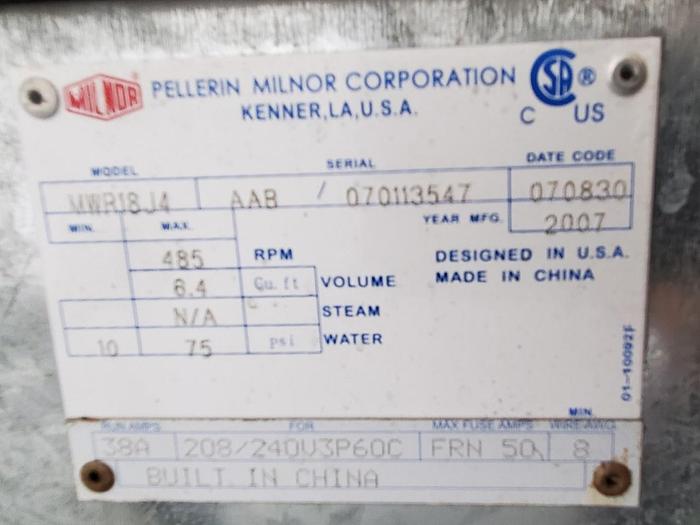 MILNOR PELLERIN MILNOR CORPORATION
KENNER, LA, U.S.A.
CSA ®
C US
MODEL SERIAL DATE CODE
MWR18J4 AAB / 070113547 070830
MIN. MAX. YEAR MFG. 2007
485 RPM DESIGNED IN U.S.A.
6.4 Cu. ft VOLUME MADE IN CHINA
N/A STEAM
10 75 psi WATER
01-10092F
MIN.
RUN AMPS FOR MAX FUSE AMPS WIRE AWG
38A 208/240V3P60C FRN 50A 8
BUILT IN CHINA